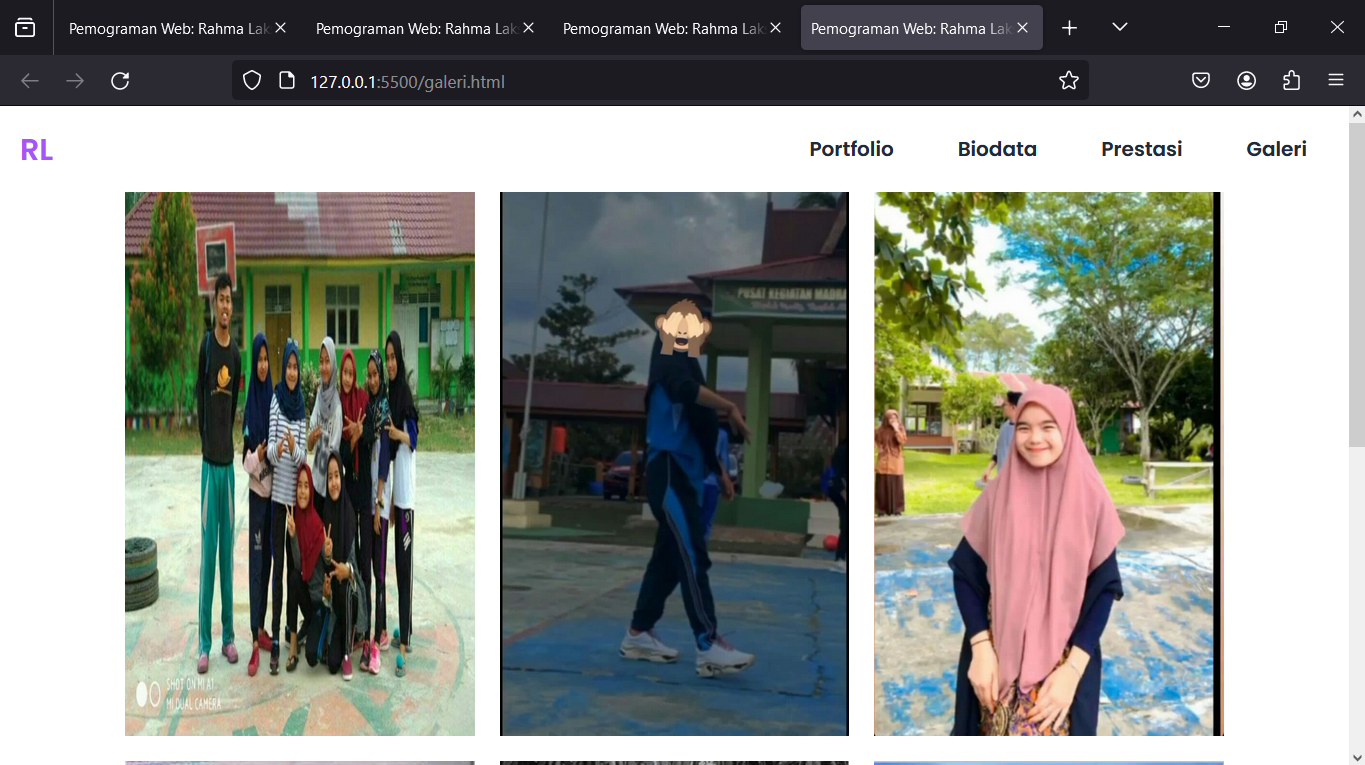 Pemograman Web: Rahma Lak
Pemograman Web: Rahma Lak
Pemograman Web: Rahma Lak
Pemograman Web: Rahma Lak
127.0.0.1:5500/galeri.html
RL
Portfolio
Biodata
Prestasi
Galeri
PUSAT KEGIATAN MADRA
SHOT ON MI A1
MI DUAL CAMERA